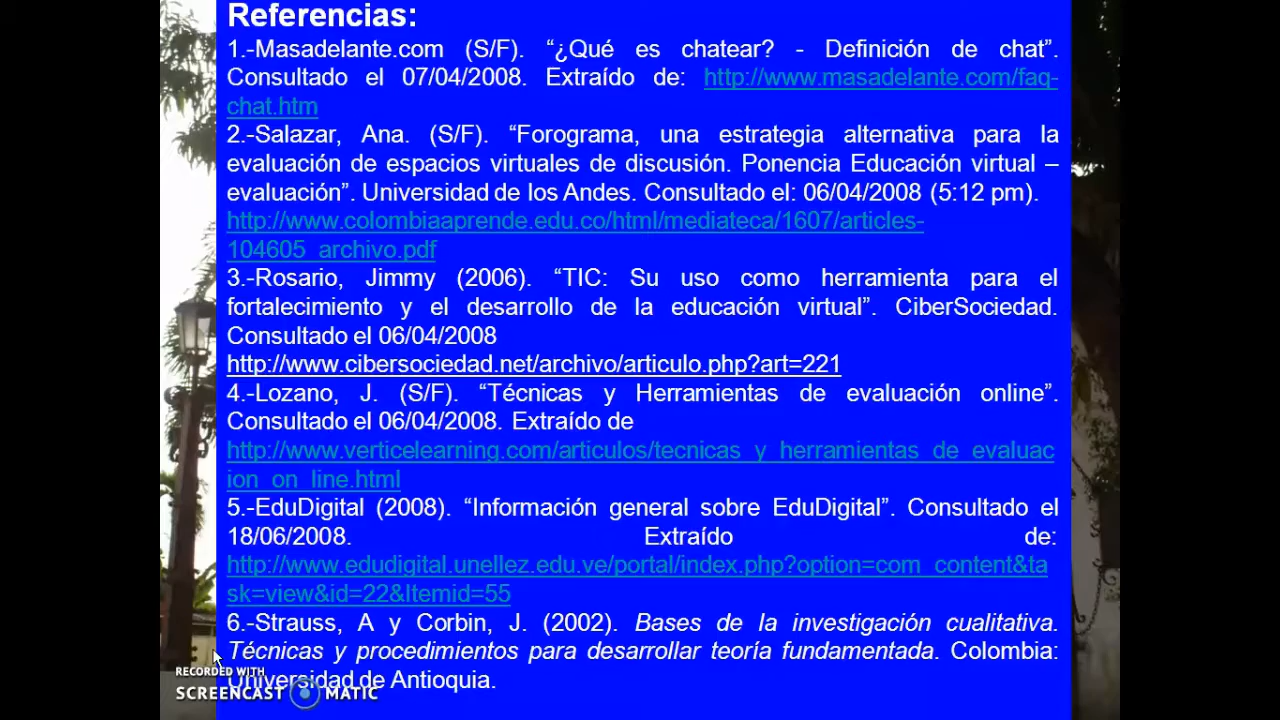 Referencias:
1.-Masadelante.com (S/F). “¿Qué es chatear? - Definición de chat”.
Consultado el 07/04/2008. Extraído de: http://www.masadelante.com/faq-
chat.htm
2.-Salazar, Ana. (S/F). “Forograma, una estrategia alternativa para la
evaluación de espacios virtuales de discusión. Ponencia Educación virtual –
evaluación”. Universidad de los Andes. Consultado el: 06/04/2008 (5:12 pm).
http://www.colombiaaprende.edu.co/html/mediateca/1607/articles-
104605_archivo.pdf
3.-Rosario, Jimmy (2006). “TIC: Su uso como herramienta para el
fortalecimiento y el desarrollo de la educación virtual”. CiberSociedad.
Consultado el 06/04/2008
http://www.cibersociedad.net/archivo/articulo.php?art=221
4.-Lozano, J. (S/F). “Técnicas y Herramientas de evaluación online”.
Consultado el 06/04/2008. Extraído de
http://www.verticelearning.com/articulos/tecnicas_y_herramientas_de_evaluac
ion_on_line.html
5.-EduDigital (2008). “Información general sobre EduDigital”. Consultado el
18/06/2008. Extraído de:
http://www.edudigital.unellez.edu.ve/portal/index.php?option=com_content&ta
sk=view&id=22&Itemid=55
6.-Strauss, A y Corbin, J. (2002). Bases de la investigación cualitativa.
Técnicas y procedimientos para desarrollar teoría fundamentada. Colombia:
Universidad de Antioquia.
RECORDED WITH
SCREENCAST MATIC